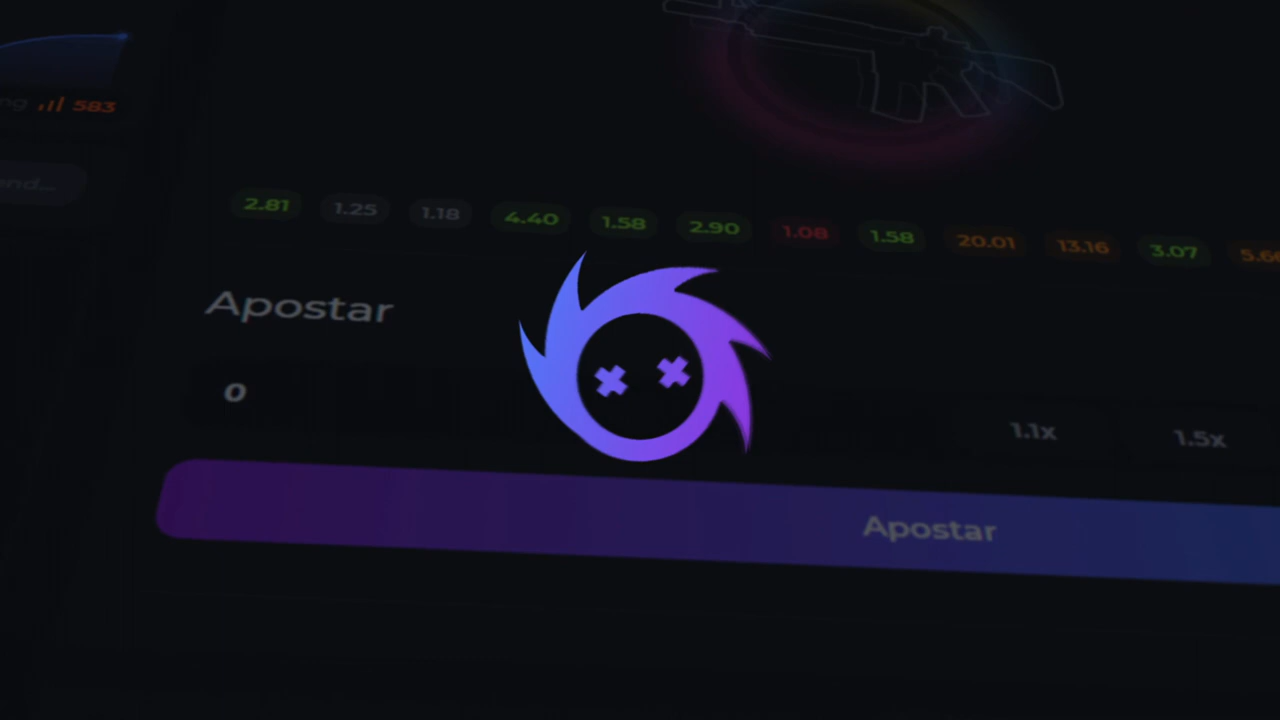 583
2.81 1.25 1.18 4.40 1.58 2.90 1.08 1.58 20.01 13.16 3.07
Apostar
0
1.1x 1.5x
Apostar